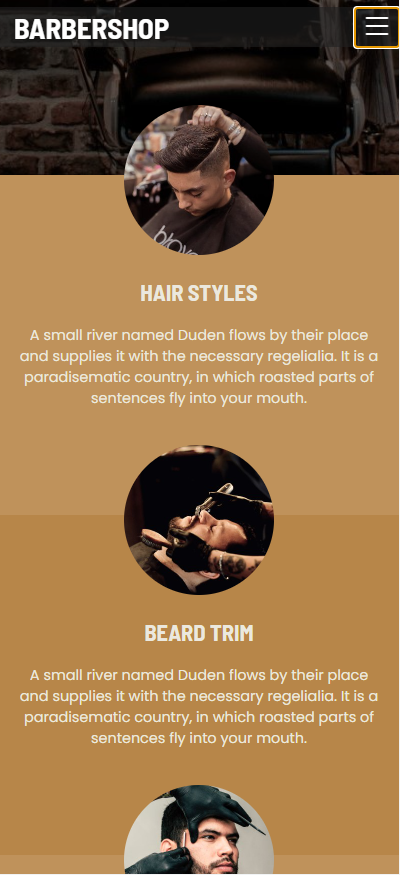 BARBERSHOP
HAIR STYLES
A small river named Duden flows by their place
and supplies it with the necessary regelialia. It is a
paradisematic country, in which roasted parts of
sentences fly into your mouth.
BEARD TRIM
A small river named Duden flows by their place
and supplies it with the necessary regelialia. It is a
paradisematic country, in which roasted parts of
sentences fly into your mouth.